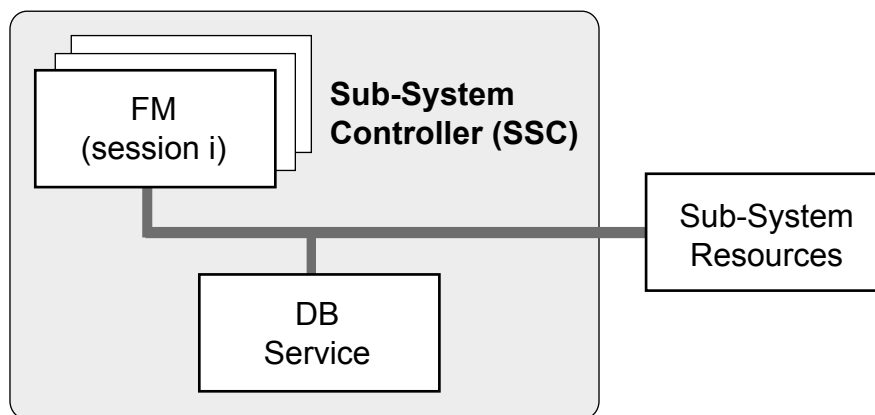 FM
(session i)
Sub-System
Controller (SSC)
Sub-System
Resources
DB
Service